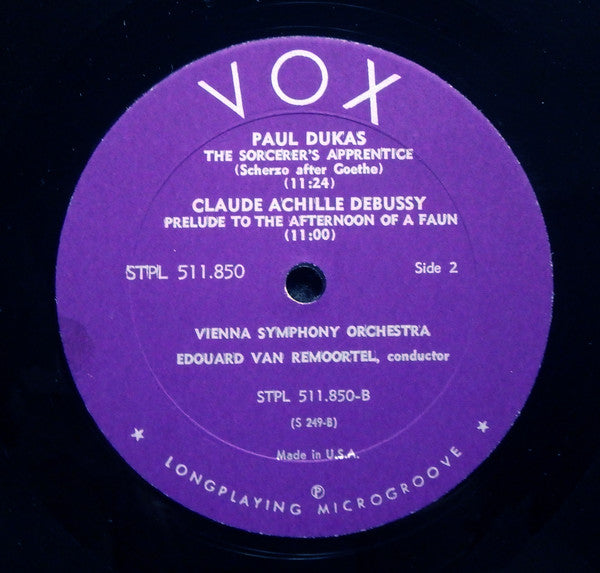 VOX
PAUL DUKAS
THE SORCERER'S APPRENTICE
(Scherzo after Goethe)
(11:24)
CLAUDE ACHILLE DEBUSSY
PRELUDE TO THE AFTERNOON OF A FAUN
(11:00)
STPL 511.850 Side 2
VIENNA SYMPHONY ORCHESTRA
EDOUARD VAN REMOORTEL, conductor
STPL 511.850-B
(S 249-B)
Made in U.S.A.
℗
★ LONGPLAYING MICROGROOVE ★